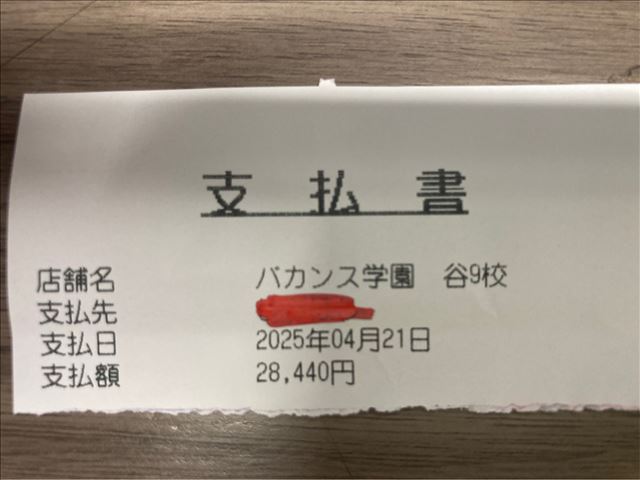 支払書
店舗名 バカンス学園 谷9校
支払先
支払日 2025年04月21日
支払額 28,440円